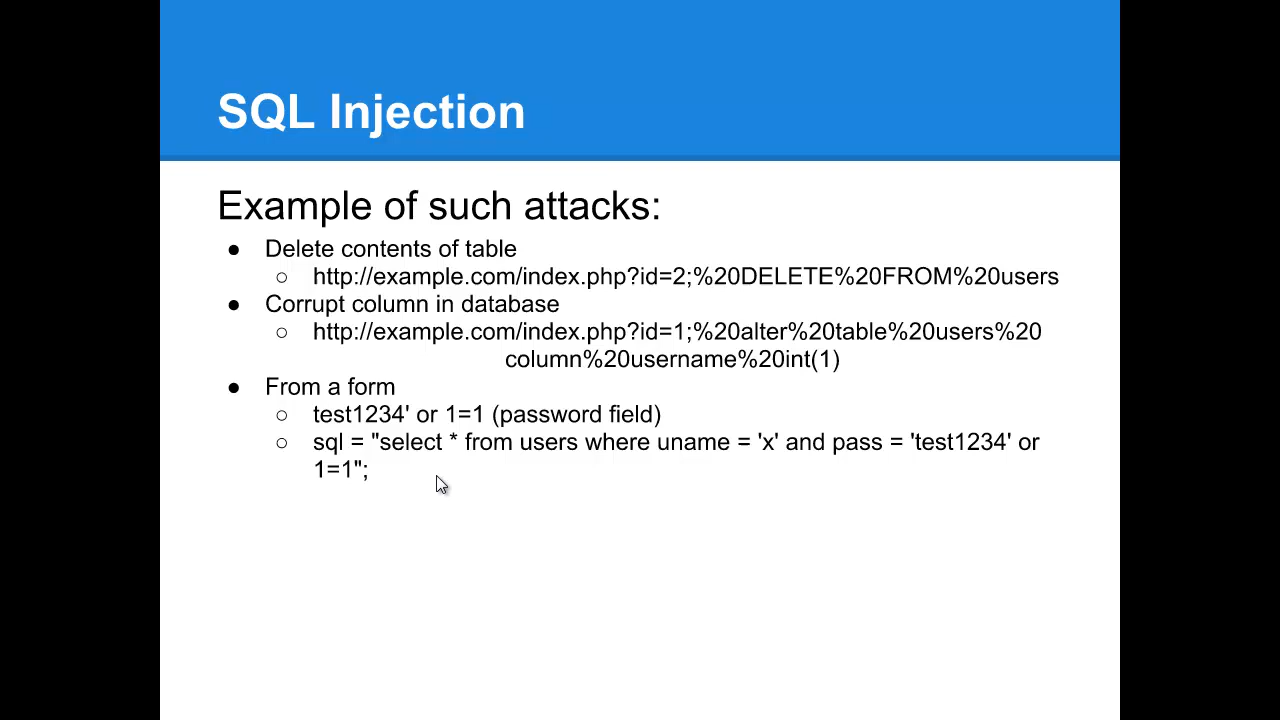 SQL Injection
Example of such attacks:
● Delete contents of table
○ http://example.com/index.php?id=2;%20DELETE%20FROM%20users
● Corrupt column in database
○ http://example.com/index.php?id=1;%20alter%20table%20users%20
column%20username%20int(1)
● From a form
○ test1234' or 1=1 (password field)
○ sql = "select * from users where uname = 'x' and pass = 'test1234' or
1=1";